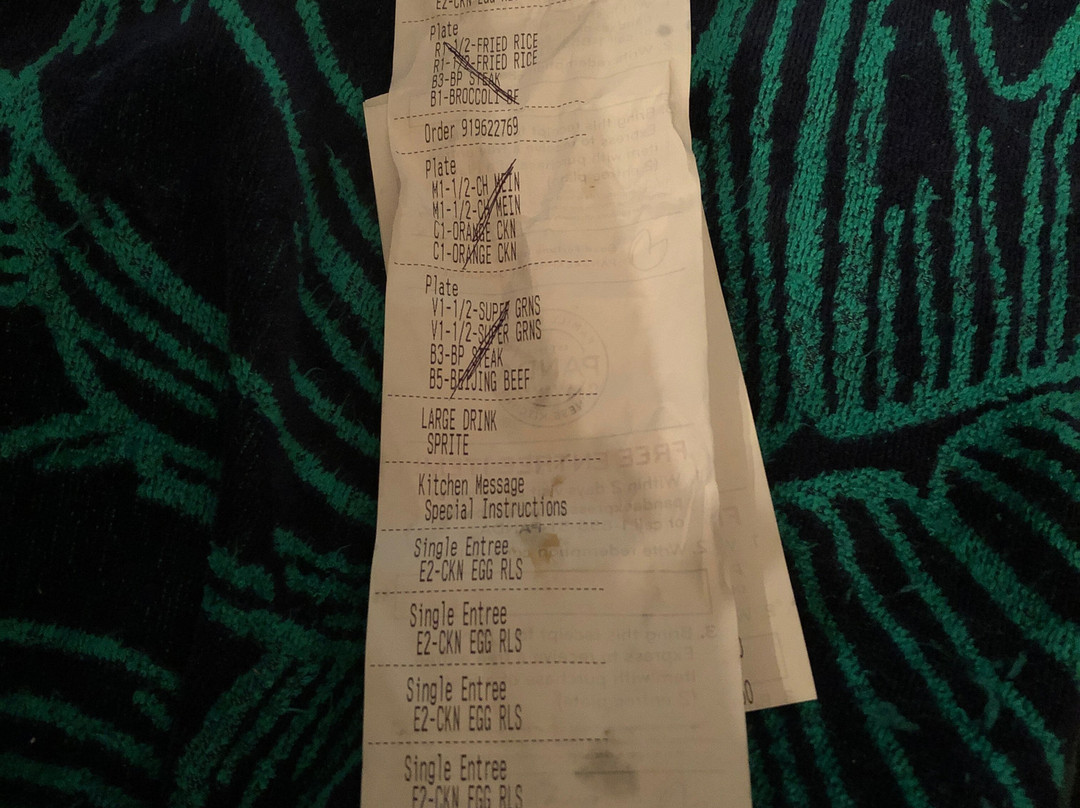 E2-CKN EGG RLS
Plate
R1-1/2-FRIED RICE
R1-1/2-FRIED RICE
B3-BP STEAK
B1-BROCCOLI BF
Order 919622769
Plate
M1-1/2-CH MEIN
M1-1/2-CH MEIN
C1-ORANGE CKN
C1-ORANGE CKN
Plate
V1-1/2-SUPER GRNS
V1-1/2-SUPER GRNS
B3-BP STEAK
B5-BEIJING BEEF
LARGE DRINK
SPRITE
Kitchen Message
Special Instructions
Single Entree
E2-CKN EGG RLS
Single Entree
E2-CKN EGG RLS
Single Entree
E2-CKN EGG RLS
Single Entree
E2-CKN EGG RLS